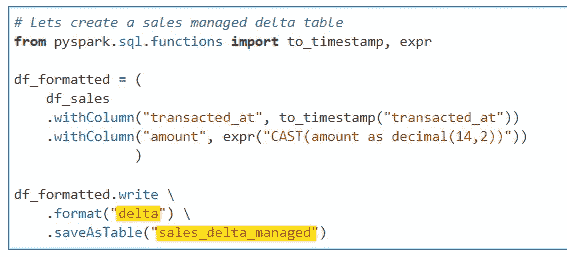 # Lets create a sales managed delta table
from pyspark.sql.functions import to_timestamp, expr

df_formatted = (
    df_sales
    .withColumn("transacted_at", to_timestamp("transacted_at"))
    .withColumn("amount", expr("CAST(amount as decimal(14,2))"))
               )

df_formatted.write \
    .format("delta") \
    .saveAsTable("sales_delta_managed")